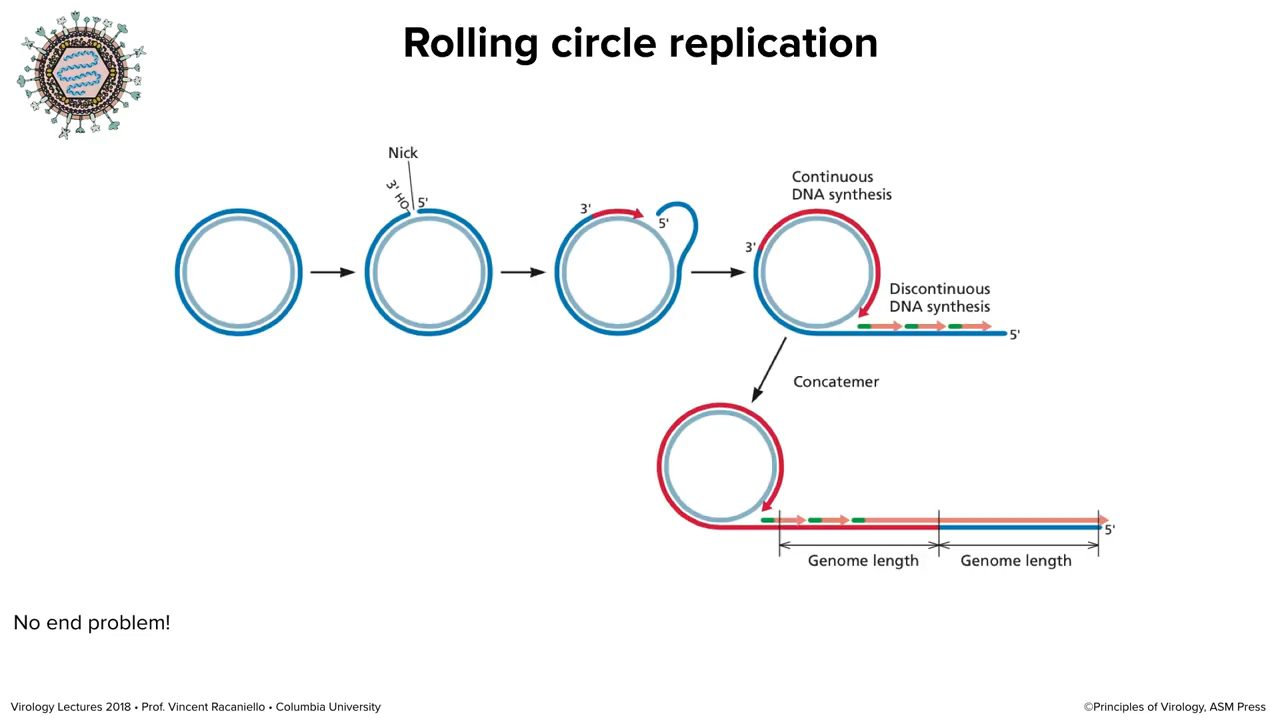 Rolling circle replication
Nick
3' HO
5'
3'
5'
Continuous
DNA synthesis
3'
Discontinuous
DNA synthesis
5'
Concatemer
5'
Genome length
Genome length
No end problem!
Virology Lectures 2018 • Prof. Vincent Racaniello • Columbia University
©Principles of Virology, ASM Press